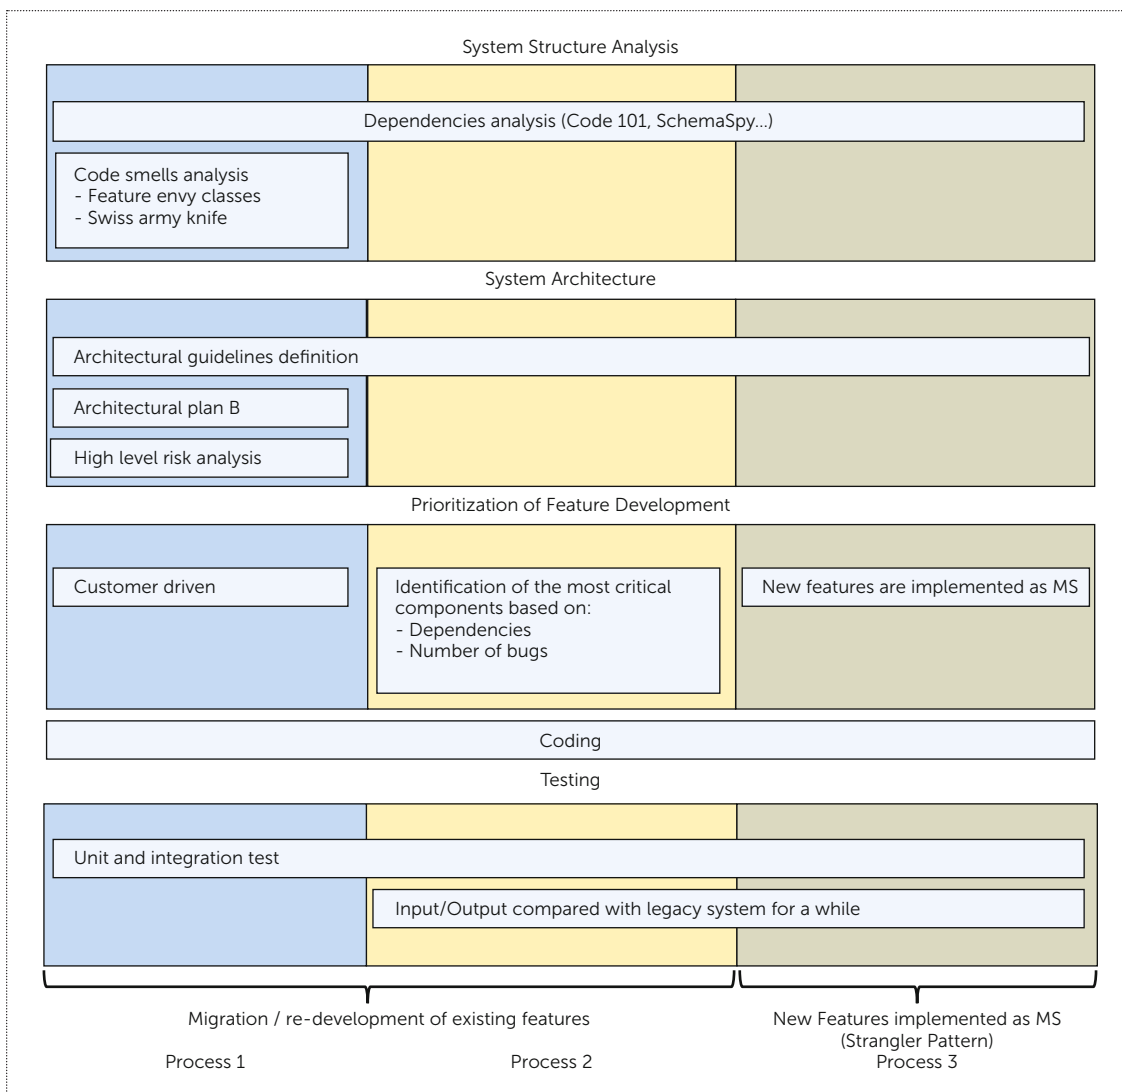 System Structure Analysis
Dependencies analysis (Code 101, SchemaSpy...)
Code smells analysis
- Feature envy classes
- Swiss army knife
System Architecture
Architectural guidelines definition
Architectural plan B
High level risk analysis
Prioritization of Feature Development
Customer driven
Identification of the most critical
components based on:
- Dependencies
- Number of bugs
New features are implemented as MS
Coding
Testing
Unit and integration test
Input/Output compared with legacy system for a while
Migration / re-development of existing features
New Features implemented as MS
(Strangler Pattern)
Process 1
Process 2
Process 3